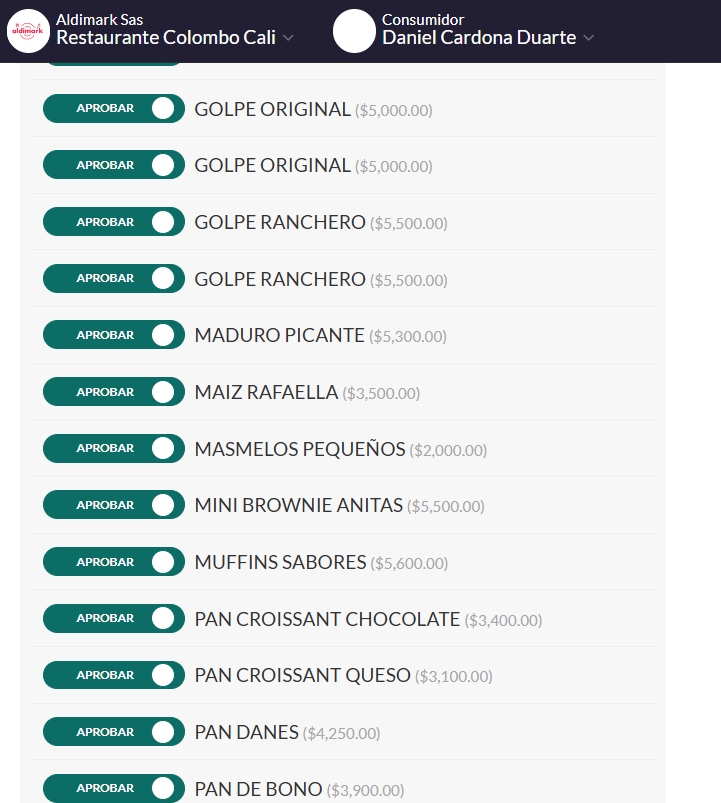 aldimark
Aldimark Sas
Restaurante Colombo Cali
Consumidor
Daniel Cardona Duarte
APROBAR GOLPE ORIGINAL ($5,000.00)
APROBAR GOLPE ORIGINAL ($5,000.00)
APROBAR GOLPE RANCHERO ($5,500.00)
APROBAR GOLPE RANCHERO ($5,500.00)
APROBAR MADURO PICANTE ($5,300.00)
APROBAR MAIZ RAFAELLA ($3,500.00)
APROBAR MASMELOS PEQUEÑOS ($2,000.00)
APROBAR MINI BROWNIE ANITAS ($5,500.00)
APROBAR MUFFINS SABORES ($5,600.00)
APROBAR PAN CROISSANT CHOCOLATE ($3,400.00)
APROBAR PAN CROISSANT QUESO ($3,100.00)
APROBAR PAN DANES ($4,250.00)
APROBAR PAN DE BONO ($3,900.00)